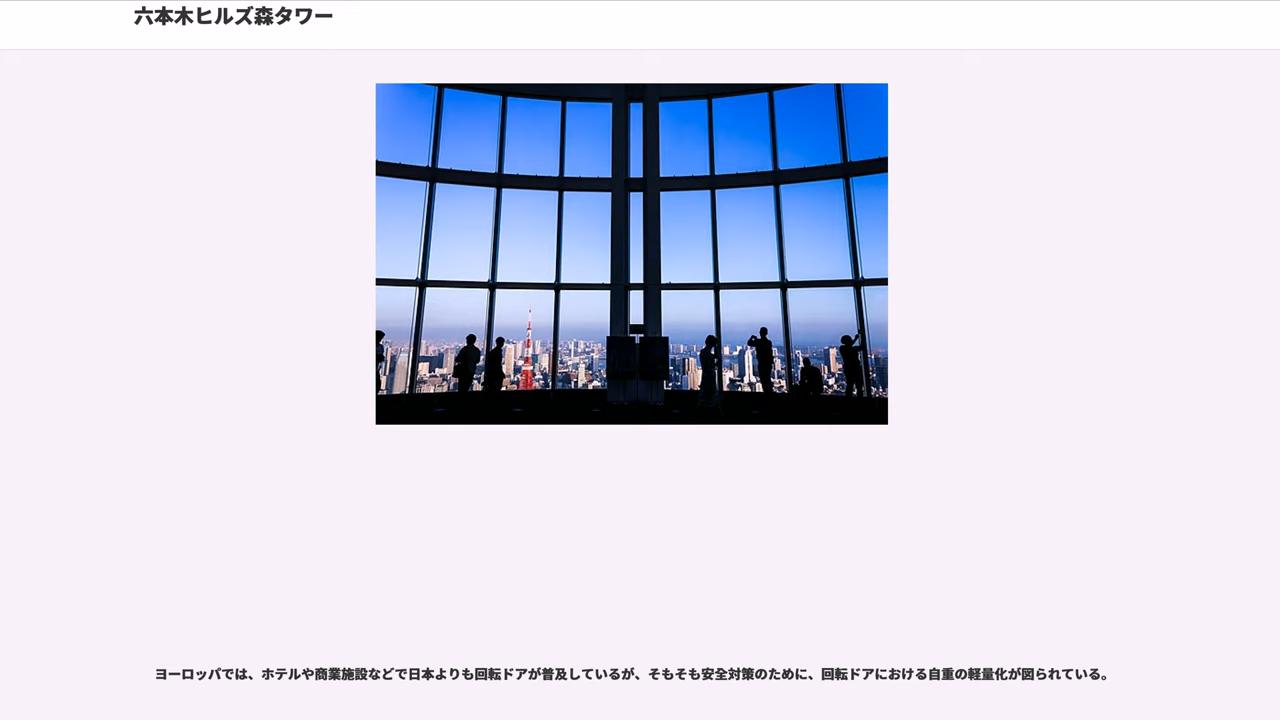 六本木ヒルズ森タワー
ヨーロッパでは、ホテルや商業施設などで日本よりも回転ドアが普及しているが、そもそも安全対策のために、回転ドアにおける自重の軽量化が図られている。